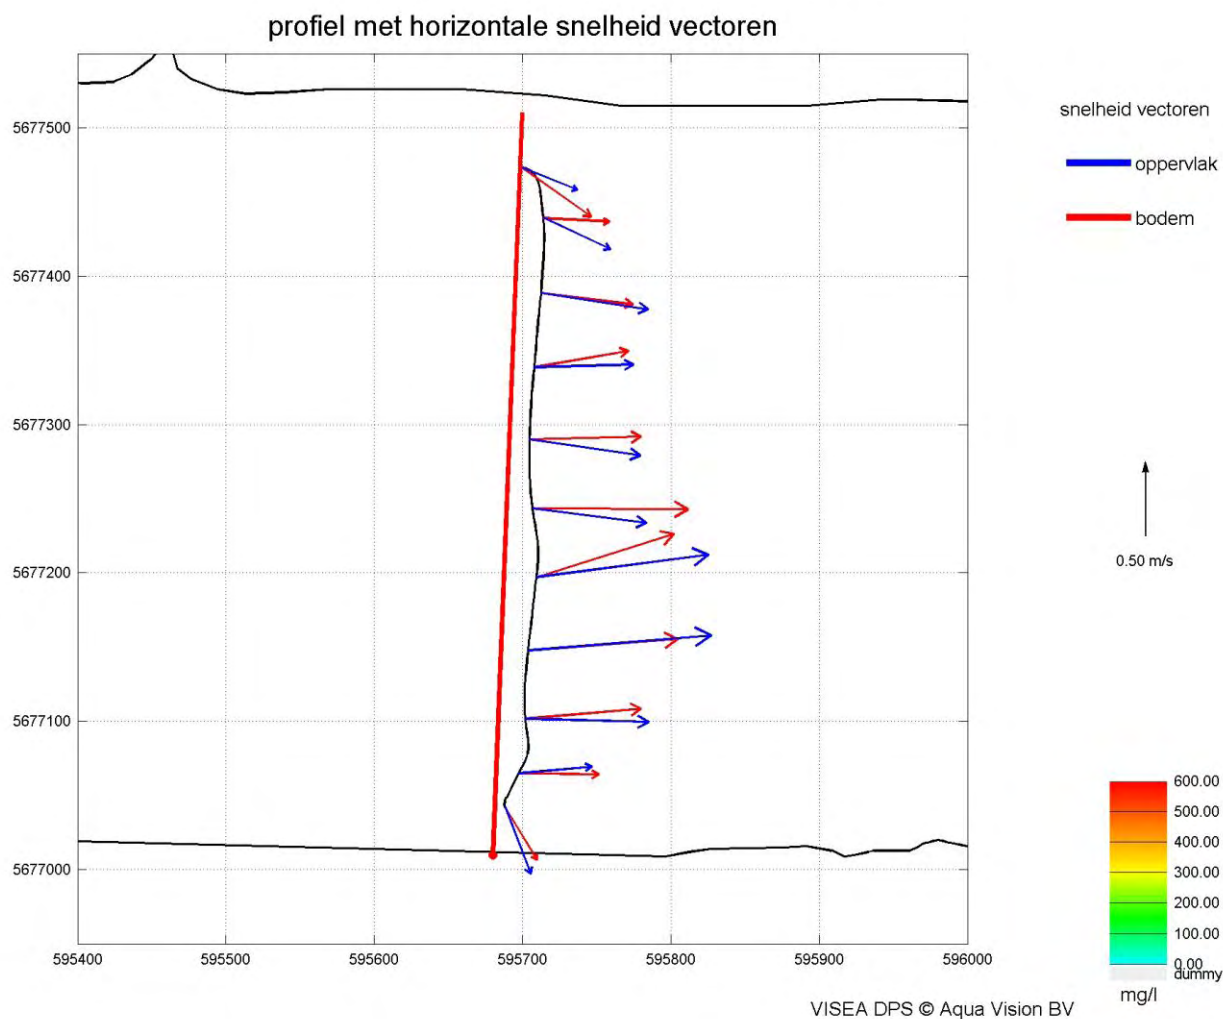 profiel met horizontale snelheid vectoren
snelheid vectoren
oppervlak
bodem
5677500
5677400
5677300
5677200
5677100
5677000
0.50 m/s
600.00
500.00
400.00
300.00
200.00
100.00
0.00
dummy
mg/l
595400
595500
595600
595700
595800
595900
596000
VISEA DPS © Aqua Vision BV